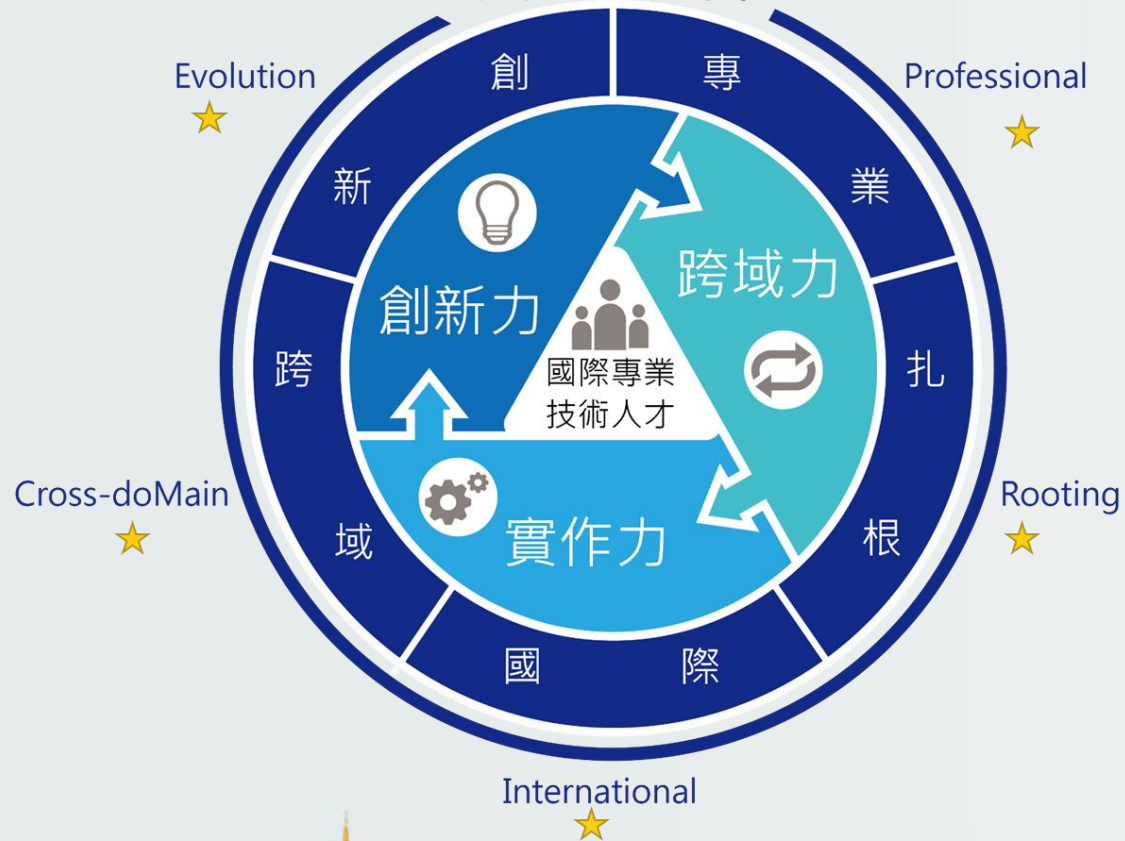 Evolution
Professional
創
專
新
業
創新力
跨域力
跨
國際專業
技術人才
扎
Cross-doMain
Rooting
域
實作力
根
國
際
International